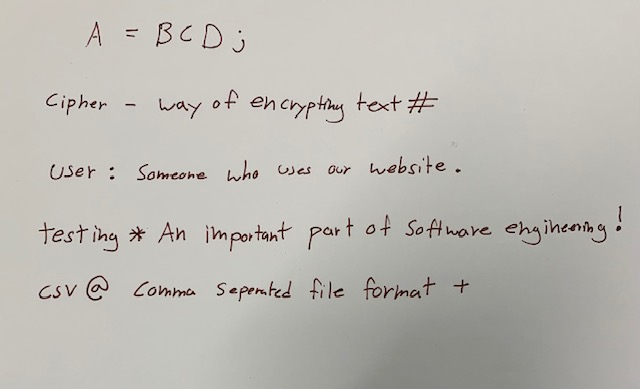 A = BCD;
Cipher - way of encrypting text #
User : Someone who uses our website.
testing * An important part of Software engineering!
CSV @ Comma Seperated file format +